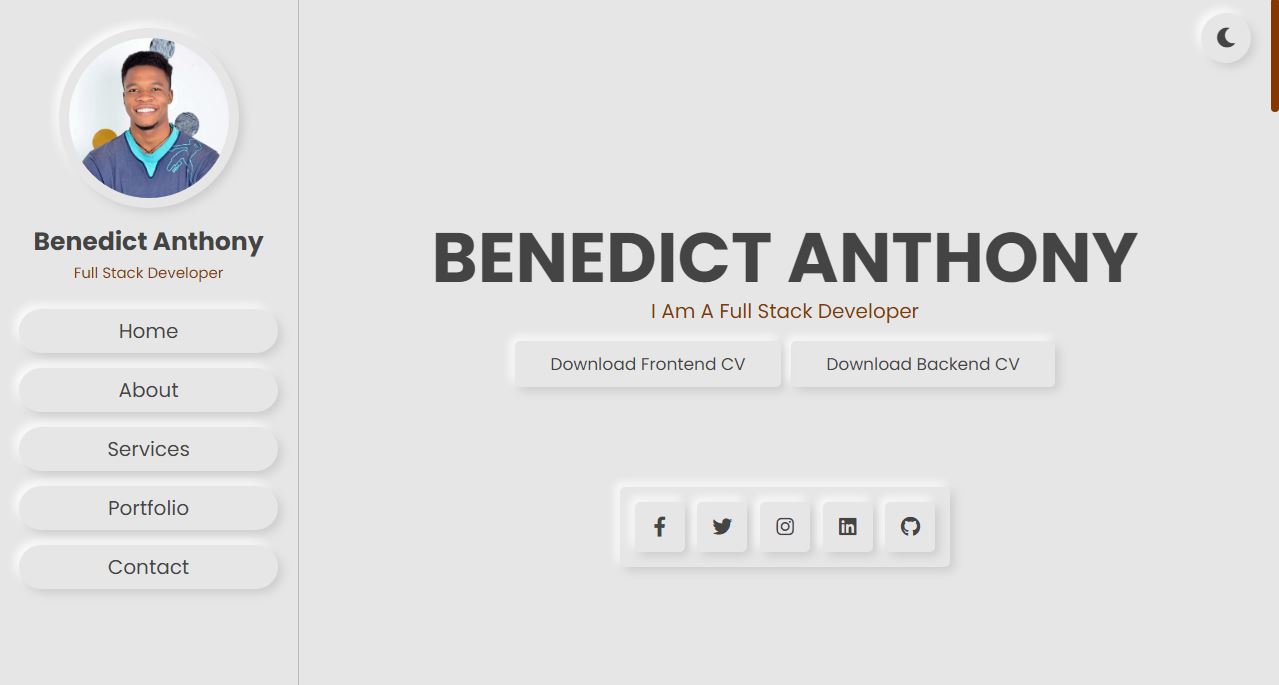 Benedict Anthony
Full Stack Developer
Home
About
Services
Portfolio
Contact
BENEDICT ANTHONY
I Am A Full Stack Developer
Download Frontend CV
Download Backend CV